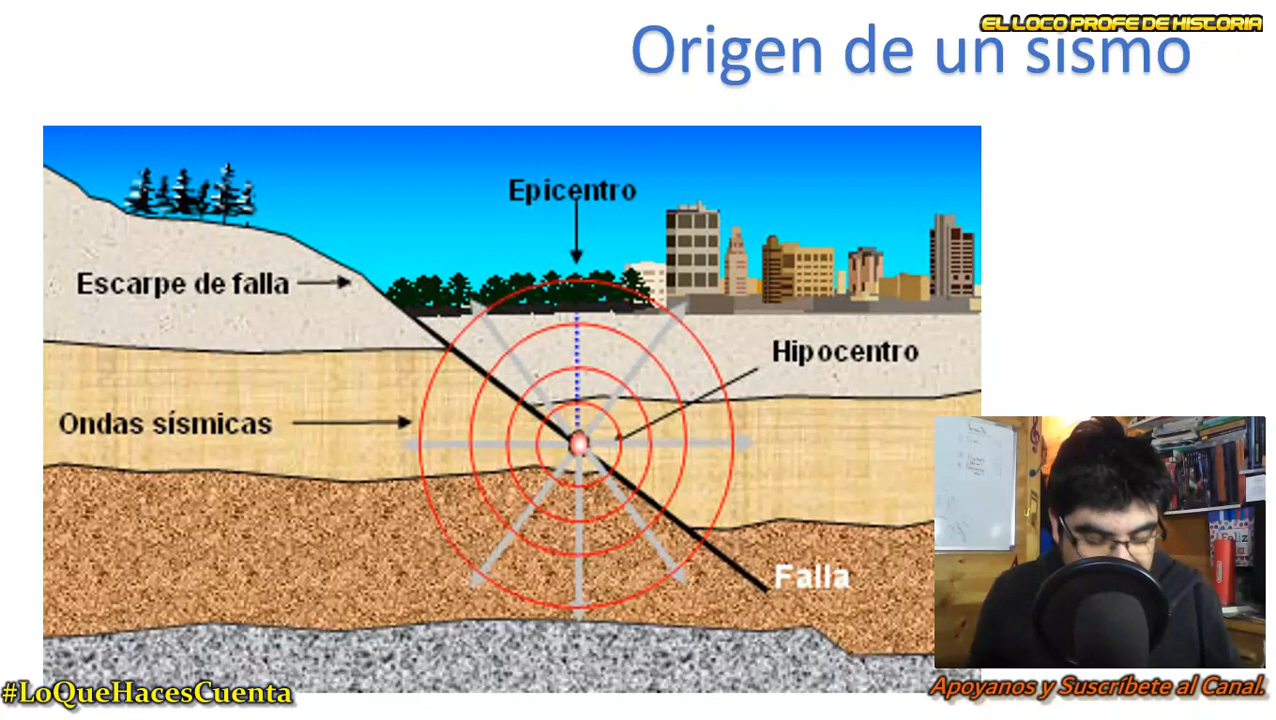 EL LOCO PROFE DE HISTORIA
Origen de un sismo
Epicentro
Escarpe de falla
Hipocentro
Ondas sísmicas
Falla
Feliz
#LoQueHacesCuenta
Apoyanos y Suscríbete al Canal.